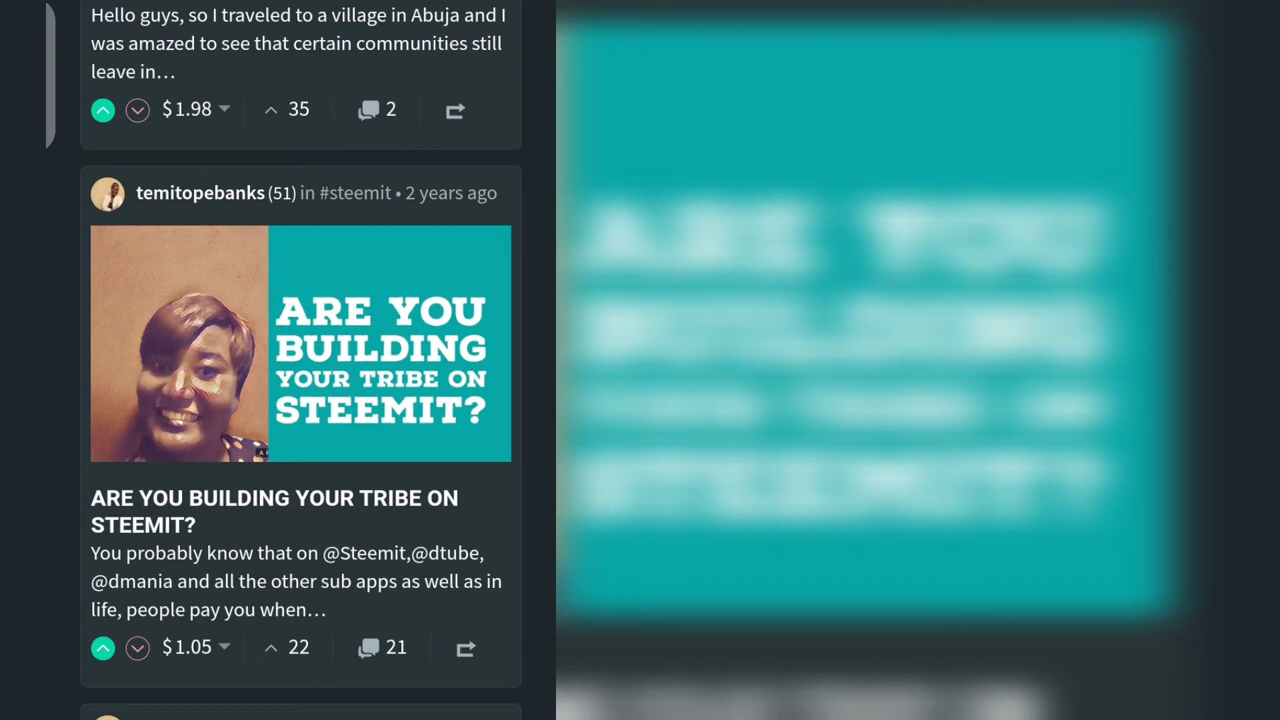 Hello guys, so I traveled to a village in Abuja and I
was amazed to see that certain communities still
leave in...
$1.98 35 2
temitopebanks (51) in #steemit • 2 years ago
ARE YOU
BUILDING
YOUR TRIBE ON
STEEMIT?
ARE YOU BUILDING YOUR TRIBE ON
STEEMIT?
You probably know that on @Steemit,@dtube,
@dmania and all the other sub apps as well as in
life, people pay you when...
$1.05 22 21